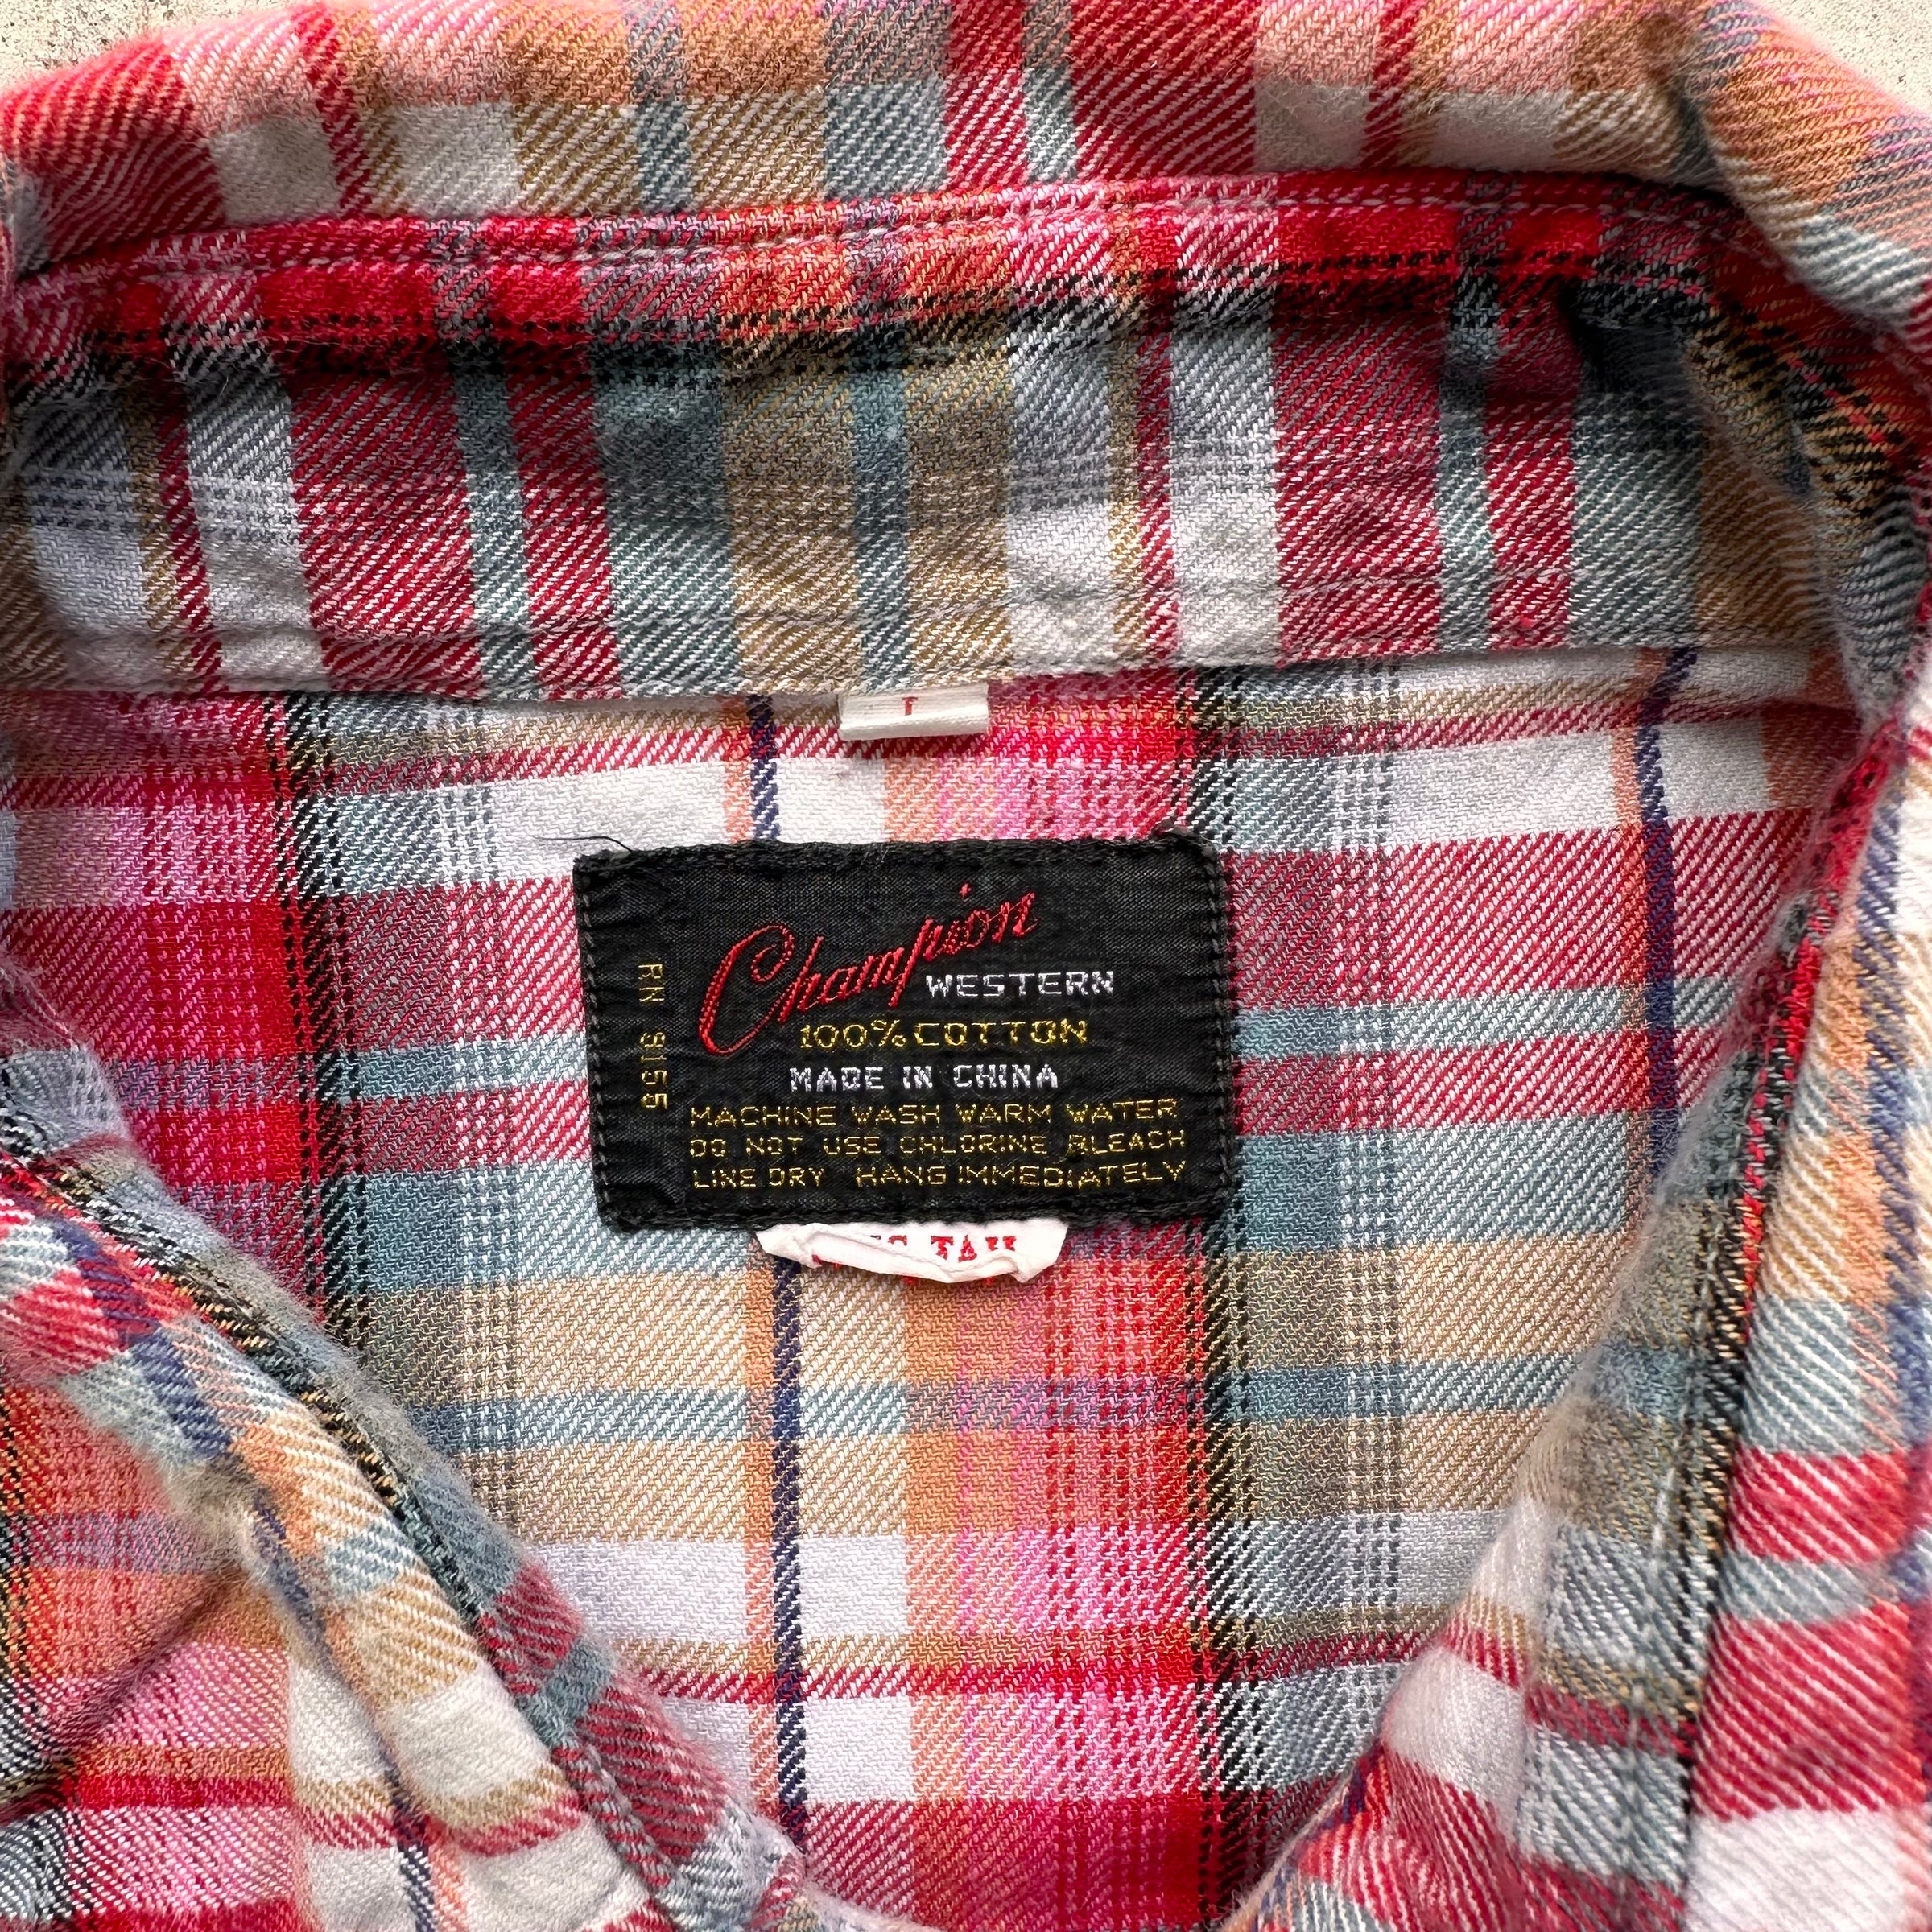 Champion
WESTERN
100% COTTON
MADE IN CHINA
MACHINE WASH WARM WATER
DO NOT USE CHLORINE BLEACH
LINE DRY HANG IMMEDIATELY
RN 9155